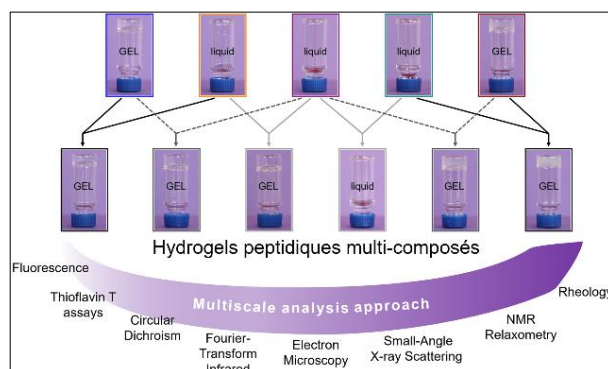 GEL
liquid
liquid
liquid
GEL
GEL
GEL
GEL
liquid
GEL
GEL
Hydrogels peptidiques multi-composés
Fluorescence
Thioflavin T
assays
Circular
Dichroism
Fourier-
Transform
Infrared
Multiscale analysis approach
Electron
Microscopy
Small-Angle
X-ray Scattering
NMR
Relaxometry
Rheology